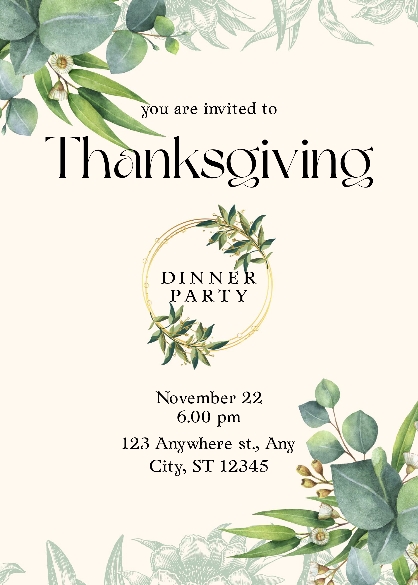 you are invited to
Thanksgiving
DINNER
PARTY
November 22
6.00 pm
123 Anywhere st., Any
City, ST 12345